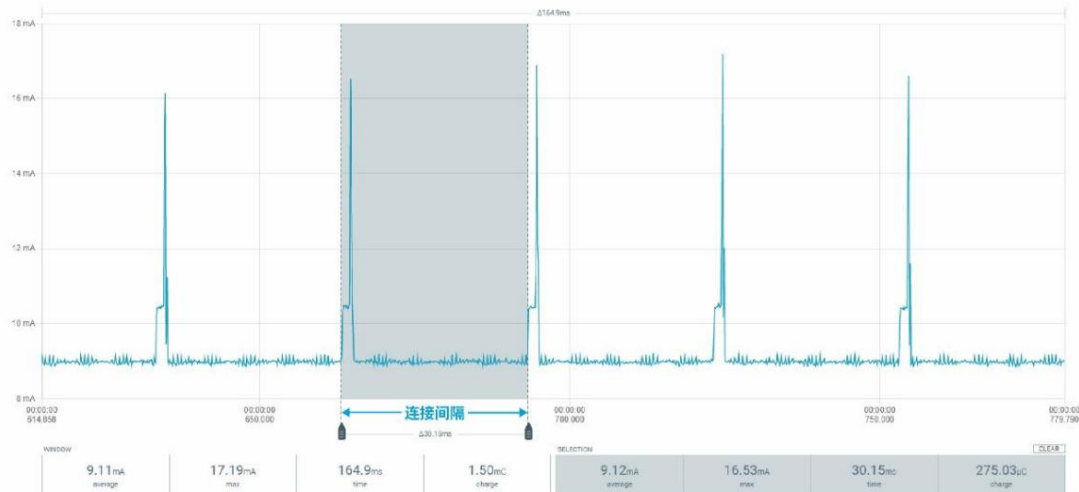 Δ164.9ms
18 mA
16 mA
14 mA
12 mA
10 mA
8 mA
00:00:00 00:00:00 00:00:00 00:00:00 00:00:00
614.858 650.000 700.000 750.000 779.790
连接间隔
Δ30.15ms
WINDOW SELECTION CLEAR
9.11mA 17.19mA 164.9ms 1.50mC 9.12mA 16.53mA 30.15ms 275.03μC
average max time charge average max time charge